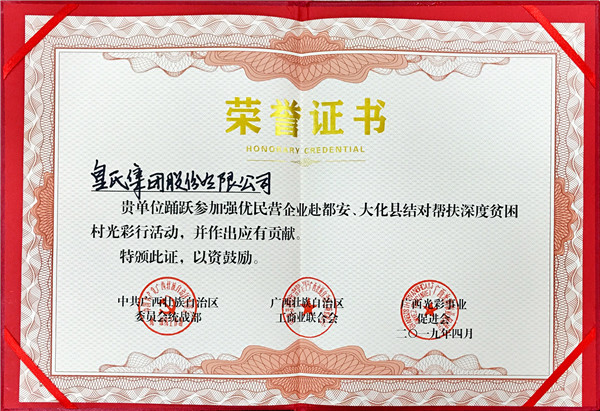 荣誉证书
HONORARY CREDENTIAL
皇氏集团股份有限公司
贵单位踊跃参加强优民营企业赴都安、大化县结对帮扶深度贫困
村光彩行活动，并作出应有贡献。
特颁此证，以资鼓励。
中共广西壮族自治区
委员会统战部
广西壮族自治区
工商业联合会
广西光彩事业
促进会
二〇一九年四月